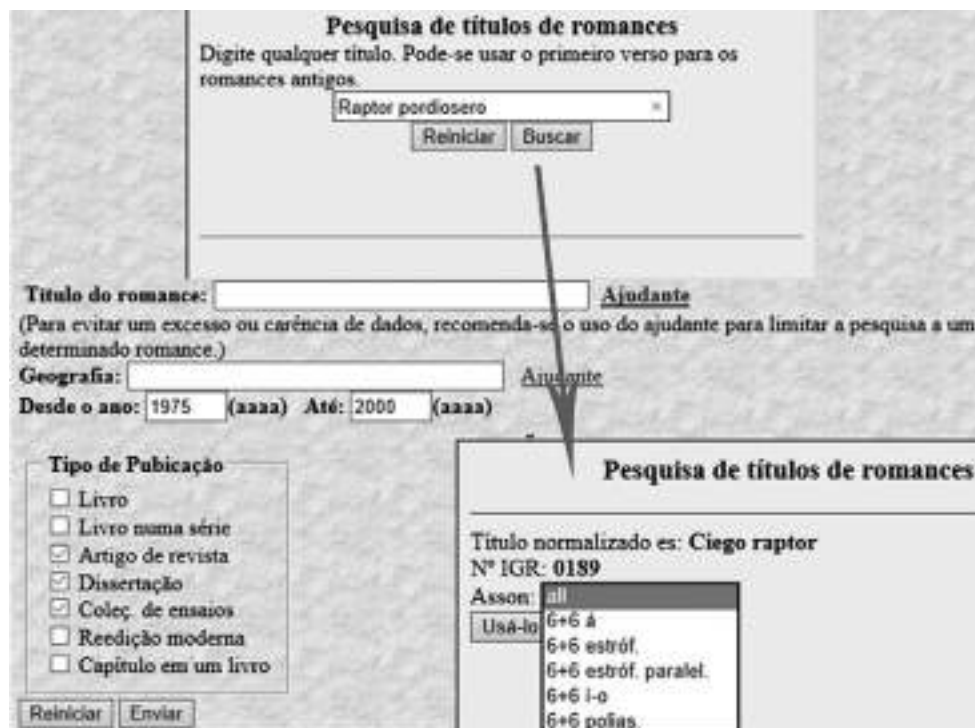 Pesquisa de títulos de romances
Digite qualquer título. Pode-se usar o primeiro verso para os
romances antigos.
Raptor pordiosero ×
Reiniciar Buscar
Título do romance: Ajudante
(Para evitar um excesso ou carência de dados, recomenda-se o uso do ajudante para limitar a pesquisa a um
determinado romance.)
Geografia: Ajudante
Desde o ano: 1975 (aaaa) Até: 2000 (aaaa)
Tipo de Pubicação
Livro
Livro numa série
Artigo de revista
Dissertação
Coleç. de ensaios
Reedição moderna
Capítulo em um livro
Reiniciar Enviar
Pesquisa de títulos de romances
Título normalizado es: Ciego raptor
Nº IGR: 0189
Asson: all
Usá-lo 6+6 á
6+6 estróf.
6+6 estróf. paralel.
6+6 í-o
6+6 polias.